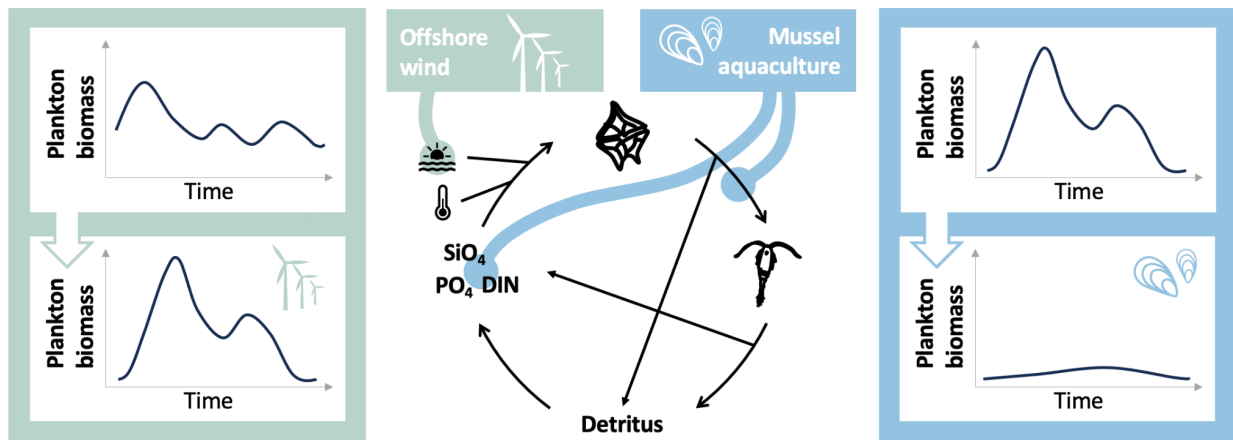 Plankton
biomass
Time
Plankton
biomass
Time
Offshore
wind
Mussel
aquaculture
SiO₄
PO₄ DIN
Detritus
Plankton
biomass
Time
Plankton
biomass
Time